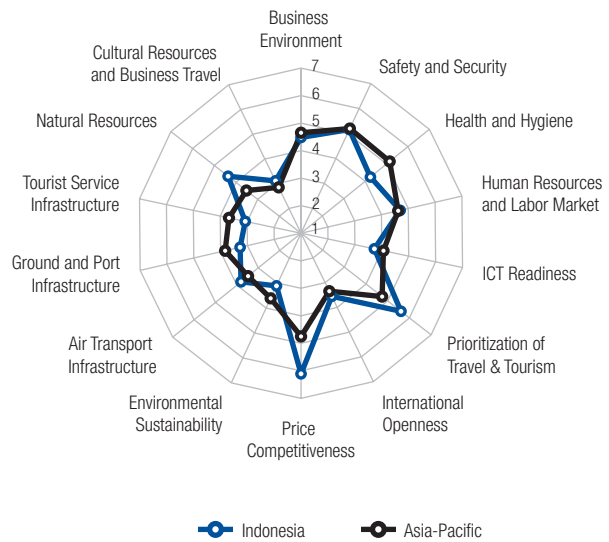 Business
Environment
Cultural Resources
and Business Travel
Safety and Security
Natural Resources
Health and Hygiene
Tourist Service
Infrastructure
Human Resources
and Labor Market
Ground and Port
Infrastructure
ICT Readiness
Air Transport
Infrastructure
Prioritization of
Travel & Tourism
Environmental
Sustainability
International
Openness
Price
Competitiveness
7
6
5
4
3
2
1
Indonesia
Asia-Pacific